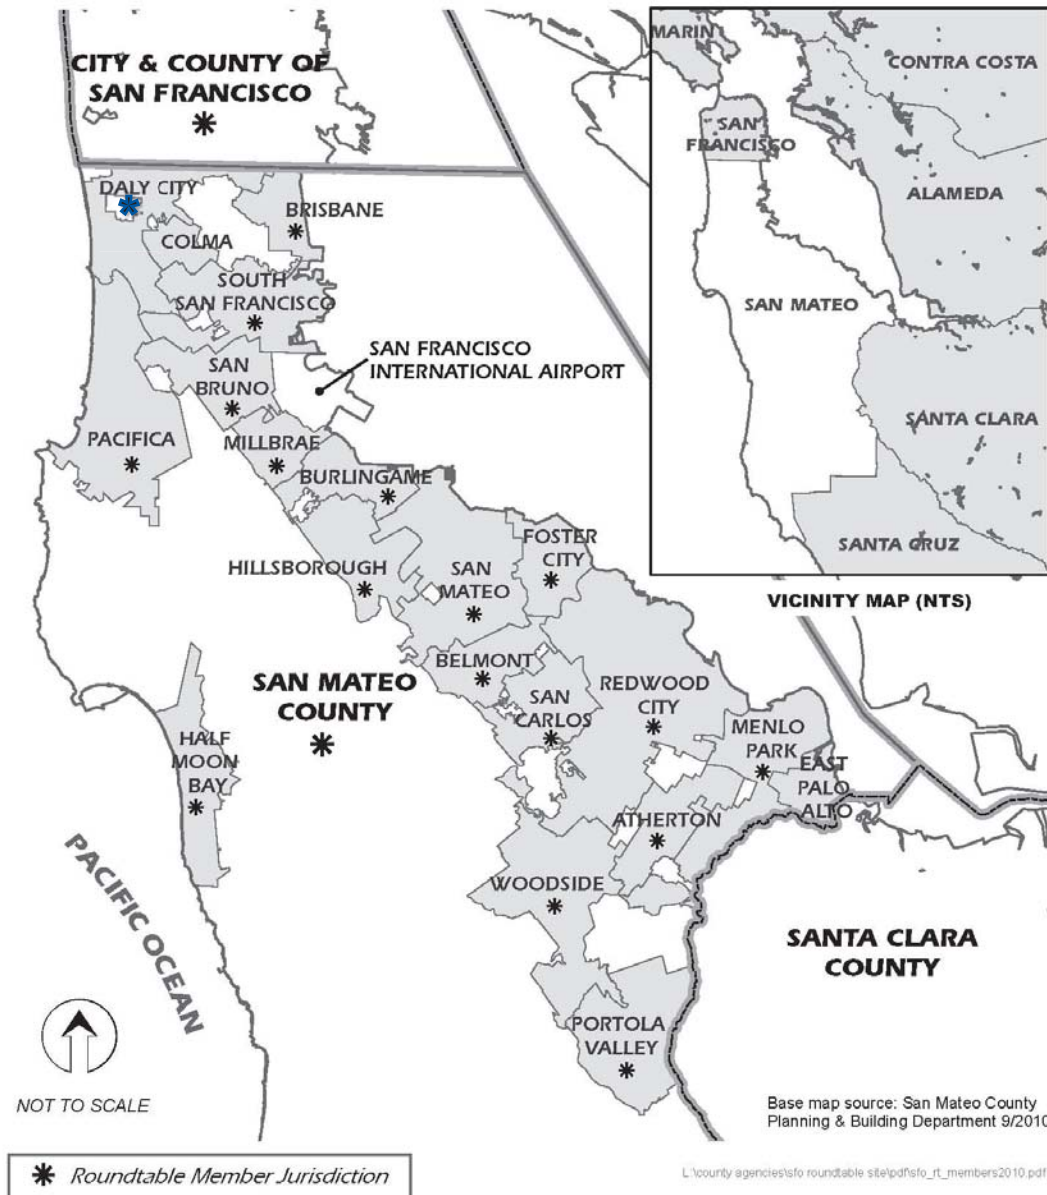 CITY & COUNTY OF
SAN FRANCISCO
DALY CITY
BRISBANE
COLMA
SOUTH
SAN FRANCISCO
SAN FRANCISCO
INTERNATIONAL AIRPORT
SAN
BRUNO
PACIFICA
MILLBRAE
BURLINGAME
HILLSBOROUGH
SAN
MATEO
FOSTER
CITY
BELMONT
SAN
CARLOS
REDWOOD
CITY
MENLO
PARK
EAST
PALO
ALTO
SAN MATEO
COUNTY
HALF
MOON
BAY
ATHERTON
WOODSIDE
PORTOLA
VALLEY
PACIFIC OCEAN
SANTA CLARA
COUNTY
MARIN
CONTRA COSTA
SAN
FRANCISCO
ALAMEDA
SAN MATEO
SANTA CLARA
SANTA CRUZ
VICINITY MAP (NTS)
NOT TO SCALE
Base map source: San Mateo County
Planning & Building Department 9/2010
Roundtable Member Jurisdiction
L:\county agencies\sfo roundtable site\pdf\sfo_rt_members2010.pdf